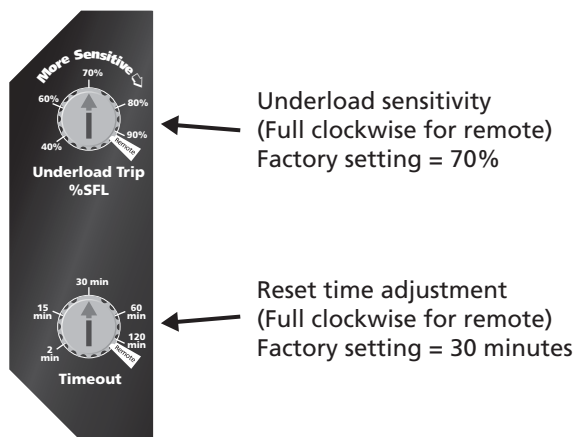 More Sensitive
70%
60%
80%
40%
90%
Remote
Underload Trip
%SFL
Underload sensitivity
(Full clockwise for remote)
Factory setting = 70%
30 min
15
min
60
min
2
min
120
min
Remote
Timeout
Reset time adjustment
(Full clockwise for remote)
Factory setting = 30 minutes